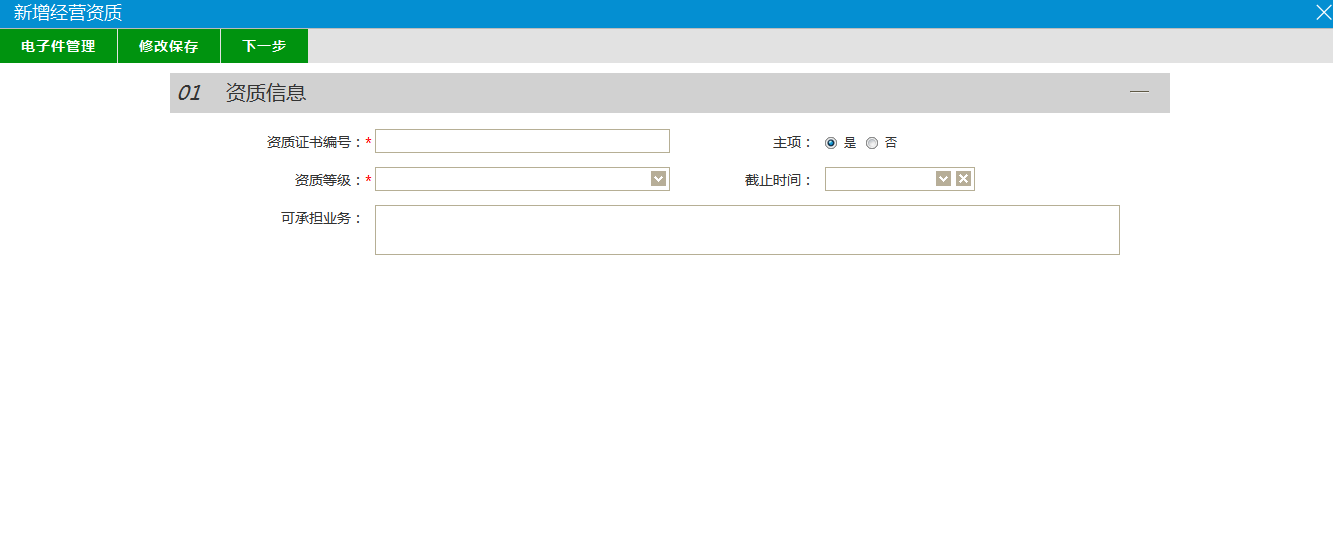 新增经营资质
电子件管理 修改保存 下一步
01 资质信息
资质证书编号：* 主项： 是 否
资质等级：* 截止时间：
可承担业务：